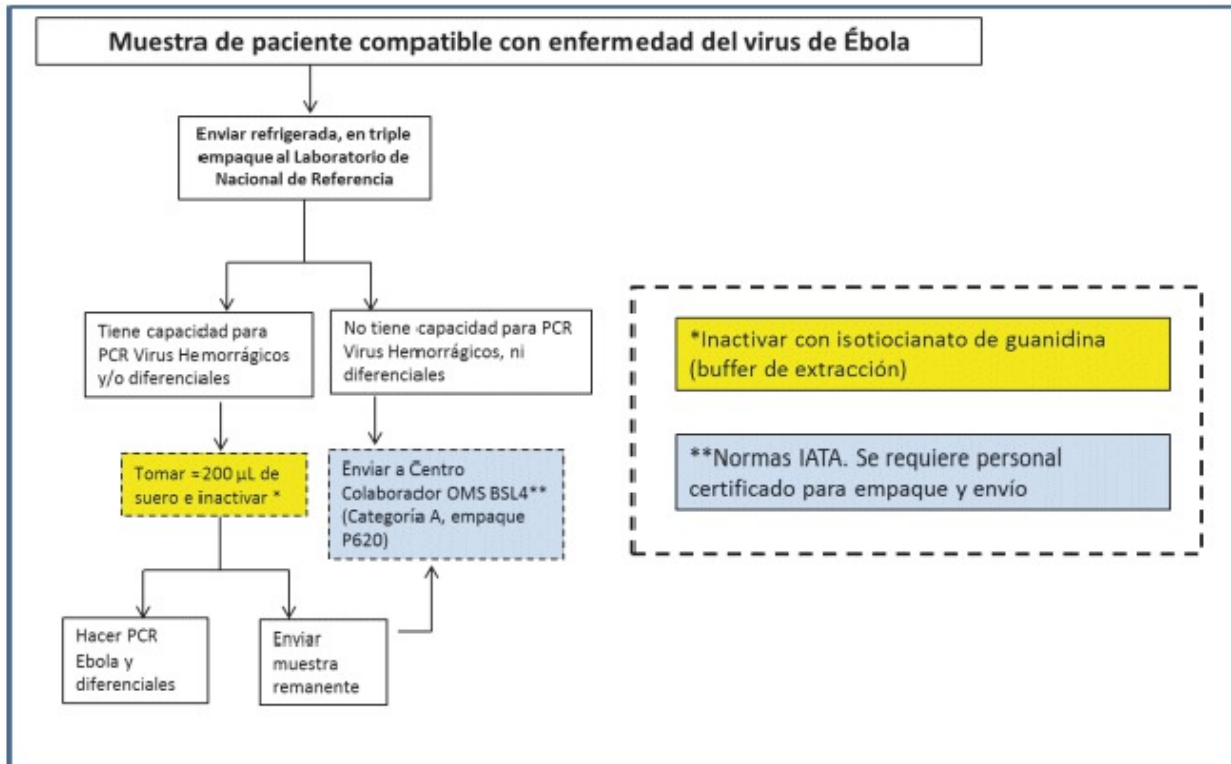 Muestra de paciente compatible con enfermedad del virus de Ébola
Enviar refrigerada, en triple
empaque al Laboratorio de
Nacional de Referencia
Tiene capacidad para
PCR Virus Hemorrágicos
y/o diferenciales
No tiene capacidad para PCR
Virus Hemorrágicos, ni
diferenciales
Tomar =200 µL de
suero e inactivar *
Enviar a Centro
Colaborador OMS BSL4**
(Categoría A, empaque
P620)
Hacer PCR
Ebola y
diferenciales
Enviar
muestra
remanente
*Inactivar con isotiocianato de guanidina
(buffer de extracción)
**Normas IATA. Se requiere personal
certificado para empaque y envío